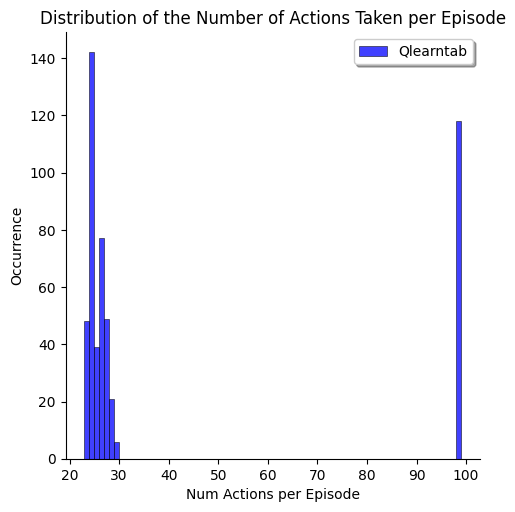 Distribution of the Number of Actions Taken per Episode
Qlearntab
140
120
100
80
60
40
20
0
Occurrence
20 30 40 50 60 70 80 90 100
Num Actions per Episode